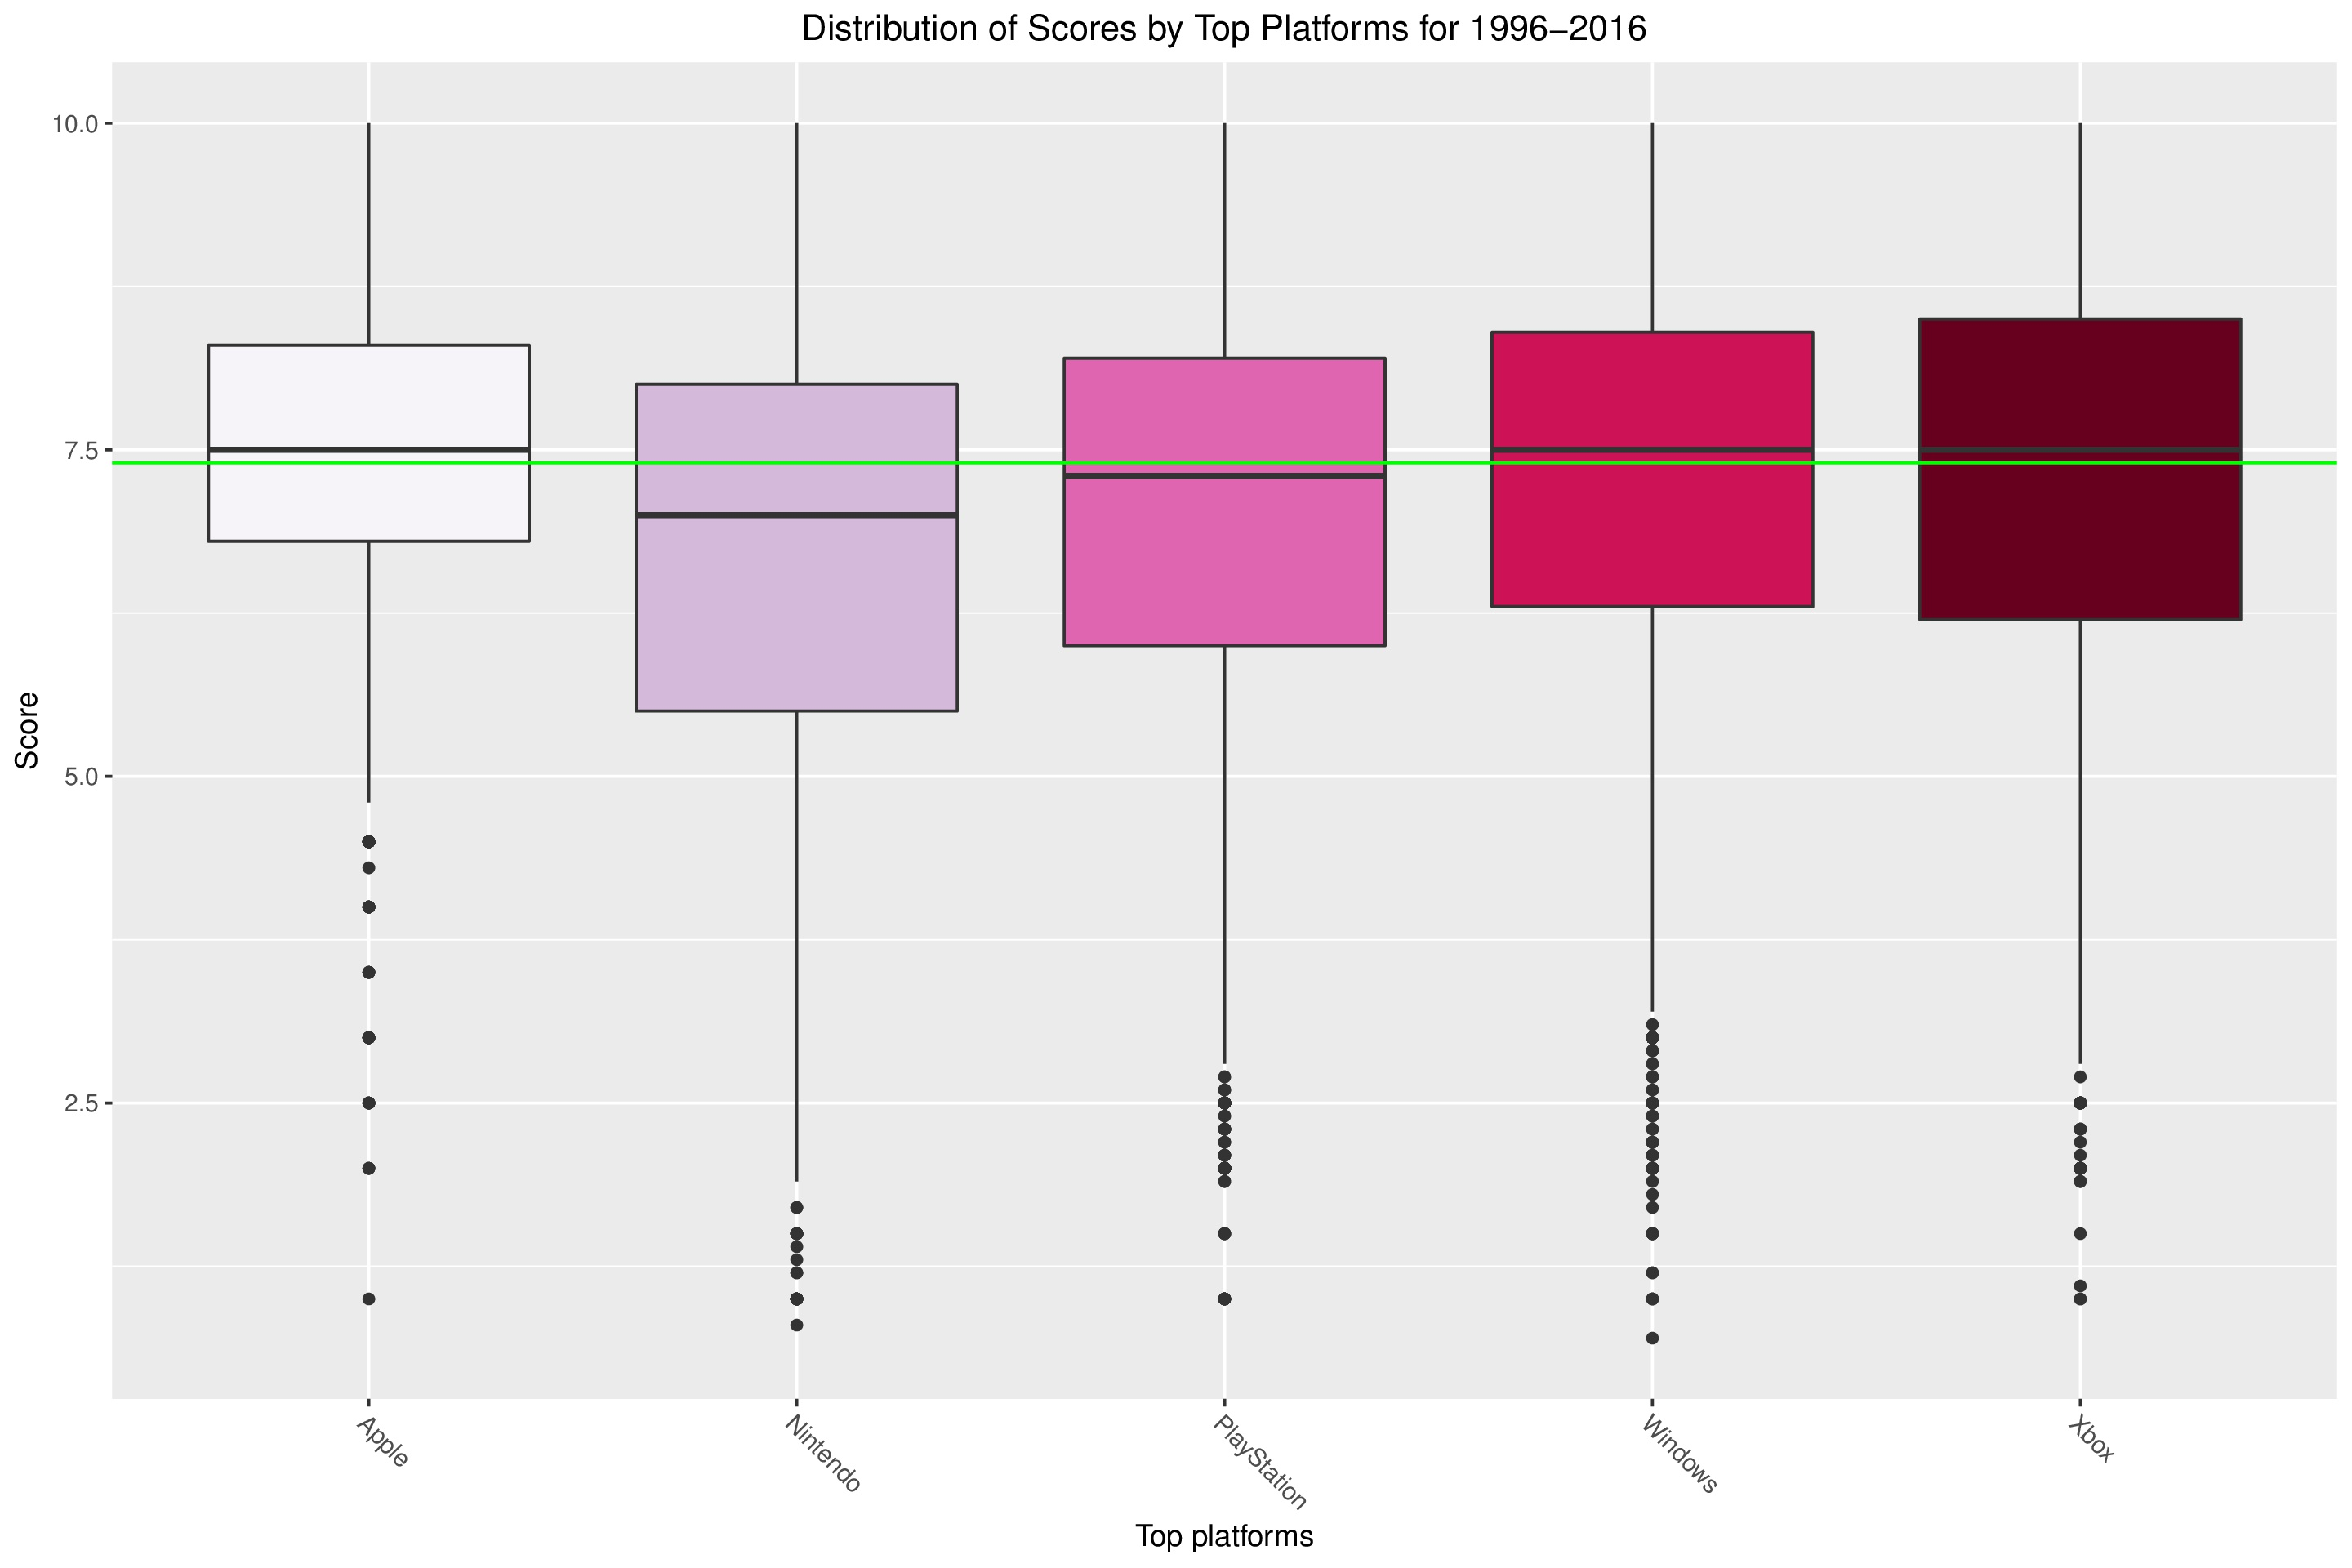 Distribution of Scores by Top Platforms for 1996−2016
10.0
7.5
5.0
2.5
Score
Apple
Nintendo
PlayStation
Windows
Xbox
Top platforms